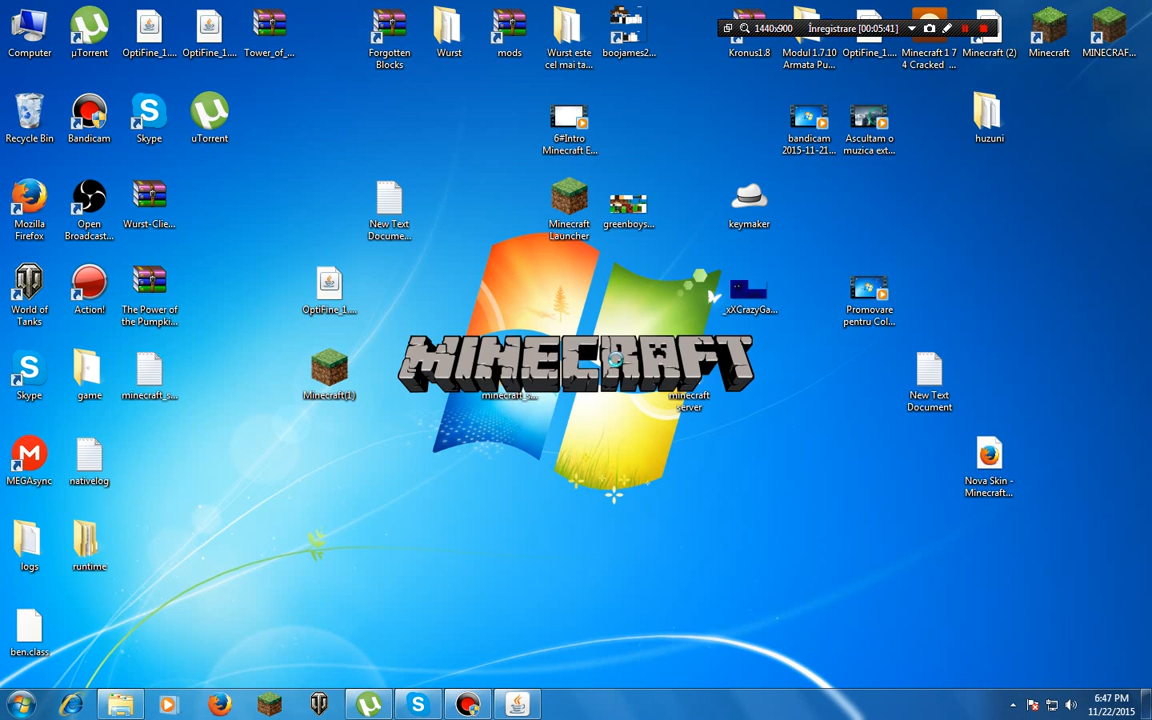 1440x900
Inregistrare [00:05:41]
Computer
µTorrent
OptiFine_1....
OptiFine_1....
Tower_of_...
Forgotten
Blocks
Wurst
mods
Wurst este
cel mai ta...
boojames2...
Kronus1.8
Modul 1.7.10
Armata Pu...
OptiFine_1....
Minecraft 1 7
4 Cracked ...
Minecraft (2)
Minecraft
MINECRAF...
Recycle Bin
Bandicam
Skype
uTorrent
6#Intro
Minecraft E...
bandicam
2015-11-21...
Ascultam o
muzica ext...
huzuni
Mozilla
Firefox
Open
Broadcast...
Wurst-Clie...
New Text
Docume...
Minecraft
Launcher
greenboys...
keymaker
World of
Tanks
Action!
The Power of
the Pumpki...
OptiFine_1....
_xXCrazyGa...
Promovare
pentru Col...
MINECRAFT
Skype
game
minecraft_s...
Minecraft(1)
minecraft_s...
minecraft
server
New Text
Document
MEGAsync
nativelog
Nova Skin -
Minecraft...
logs
runtime
ben.class
6:47 PM
11/22/2015